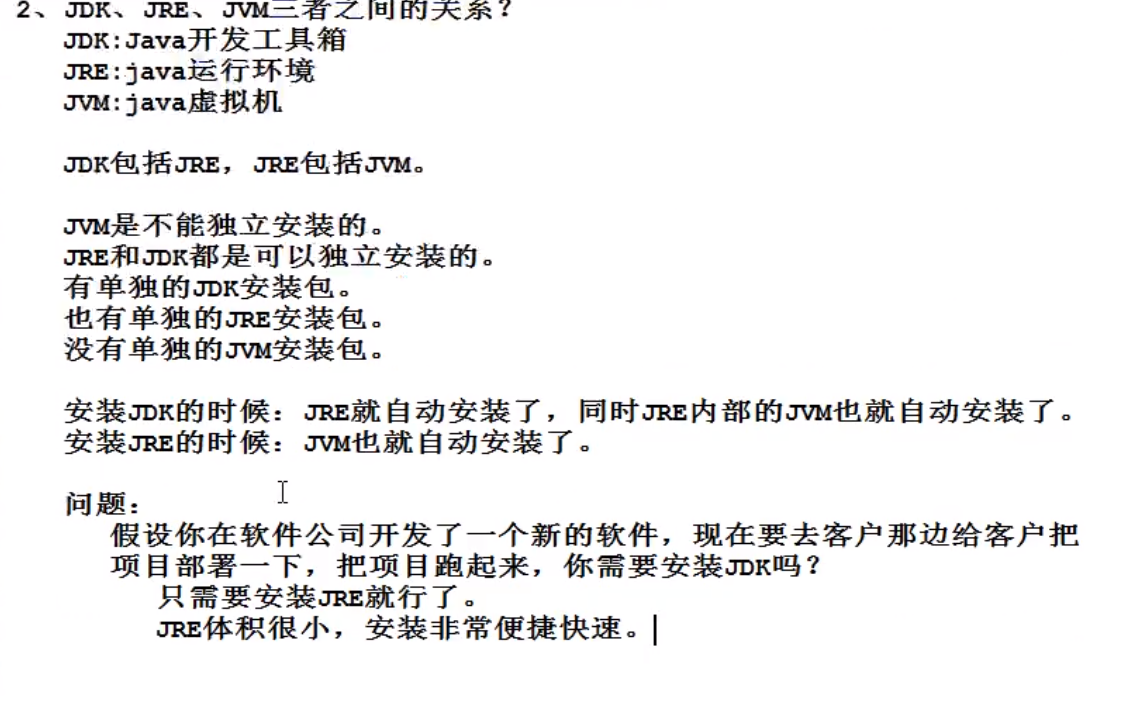 2、JDK、JRE、JVM三者之间的关系？
JDK:Java开发工具箱
JRE:java运行环境
JVM:java虚拟机
JDK包括JRE，JRE包括JVM。
JVM是不能独立安装的。
JRE和JDK都是可以独立安装的。
有单独的JDK安装包。
也有单独的JRE安装包。
没有单独的JVM安装包。
安装JDK的时候：JRE就自动安装了，同时JRE内部的JVM也就自动安装了。
安装JRE的时候：JVM也就自动安装了。
问题：
假设你在软件公司开发了一个新的软件，现在要去客户那边给客户把
项目部署一下，把项目跑起来，你需要安装JDK吗？
只需要安装JRE就行了。
JRE体积很小，安装非常便捷快速。